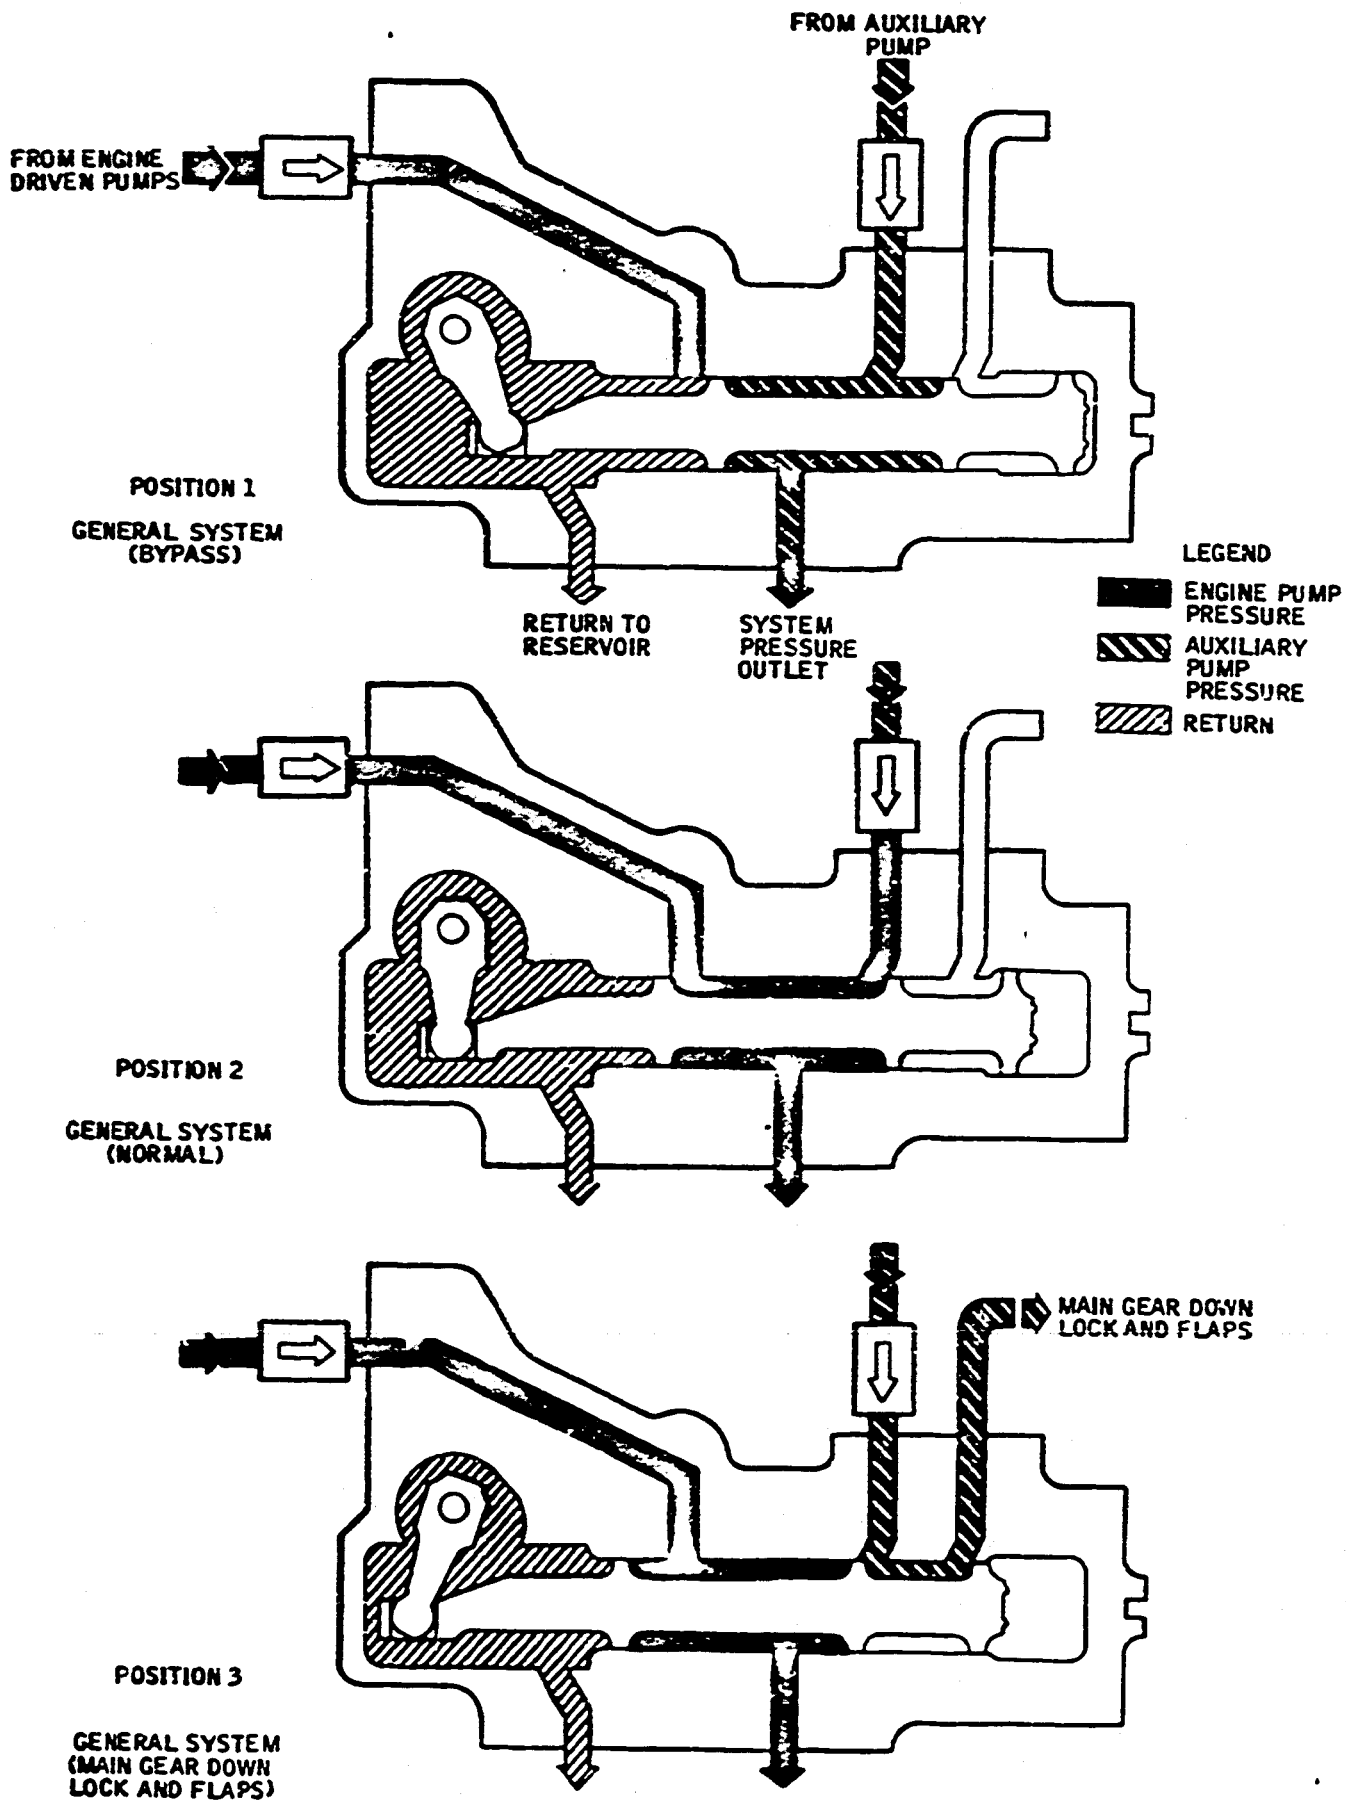 FROM AUXILIARY
PUMP
FROM ENGINE
DRIVEN PUMPS
POSITION 1
GENERAL SYSTEM
(BYPASS)
RETURN TO
RESERVOIR
SYSTEM
PRESSURE
OUTLET
LEGEND
ENGINE PUMP
PRESSURE
AUXILIARY
PUMP
PRESSURE
RETURN
POSITION 2
GENERAL SYSTEM
(NORMAL)
MAIN GEAR DOWN
LOCK AND FLAPS
POSITION 3
GENERAL SYSTEM
(MAIN GEAR DOWN
LOCK AND FLAPS)